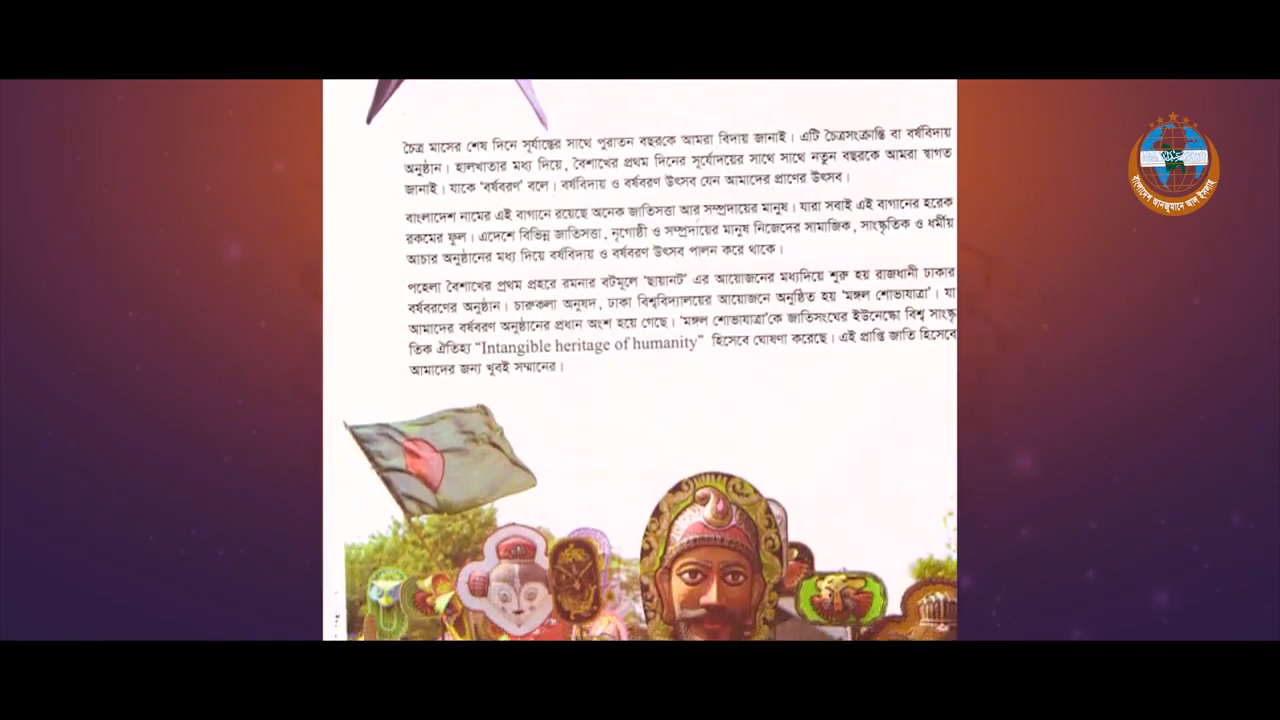 চৈত্র মাসের শেষ দিনে সূর্যাস্তের সাথে পুরাতন বছরকে আমরা বিদায় জানাই। এটি চৈত্রসংক্রান্তি বা বর্ষবিদায়
অনুষ্ঠান। হালখাতার মধ্য দিয়ে, বৈশাখের প্রথম দিনের সূর্যোদয়ের সাথে সাথে নতুন বছরকে আমরা স্বাগত
জানাই। যাকে ‘বর্ষবরণ’ বলে। বর্ষবিদায় ও বর্ষবরণ উৎসব যেন আমাদের প্রাণের উৎসব।
বাংলাদেশ নামের এই বাগানে রয়েছে অনেক জাতিসত্তা আর সম্প্রদায়ের মানুষ। যারা সবাই এই বাগানের হরেক
রকমের ফুল। এদেশে বিভিন্ন জাতিসত্তা, নৃগোষ্ঠী ও সম্প্রদায়ের মানুষ নিজেদের সামাজিক, সাংস্কৃতিক ও ধর্মীয়
আচার অনুষ্ঠানের মধ্য দিয়ে বর্ষবিদায় ও বর্ষবরণ উৎসব পালন করে থাকে।
পহেলা বৈশাখের প্রথম প্রহরে রমনার বটমূলে ‘ছায়ানট’ এর আয়োজনের মধ্যদিয়ে শুরু হয় রাজধানী ঢাকার
বর্ষবরণের অনুষ্ঠান। চারুকলা অনুষদ, ঢাকা বিশ্ববিদ্যালয়ের আয়োজনে অনুষ্ঠিত হয় ‘মঙ্গল শোভাযাত্রা’। যা
আমাদের বর্ষবরণ অনুষ্ঠানের প্রধান অংশ হয়ে গেছে। ‘মঙ্গল শোভাযাত্রা’কে জাতিসংঘের ইউনেস্কো বিশ্ব সাংস্কৃ
তিক ঐতিহ্য “Intangible heritage of humanity” হিসেবে ঘোষণা করেছে। এই প্রাপ্তি জাতি হিসেবে
আমাদের জন্য খুবই সম্মানের।
বাংলাদেশ আনজুমানে আল ইসলাহ